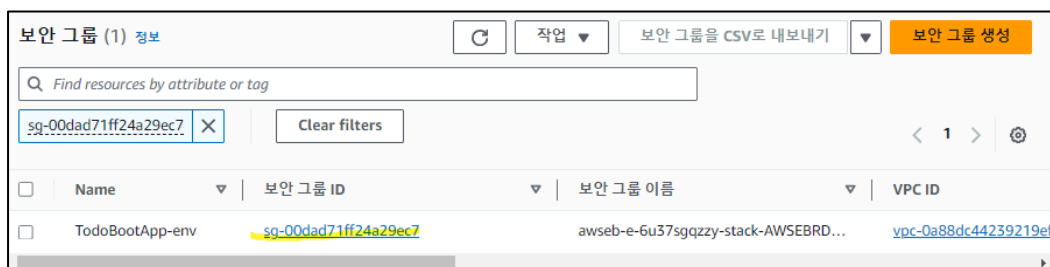 보안 그룹 (1) 정보 작업 보안 그룹을 CSV로 내보내기 보안 그룹 생성
Find resources by attribute or tag
sg-00dad71ff24a29ec7 Clear filters 1
Name 보안 그룹 ID 보안 그룹 이름 VPC ID
TodoBootApp-env sg-00dad71ff24a29ec7 awseb-e-6u37sgqzzy-stack-AWSEBRD... vpc-0a88dc44239219ef